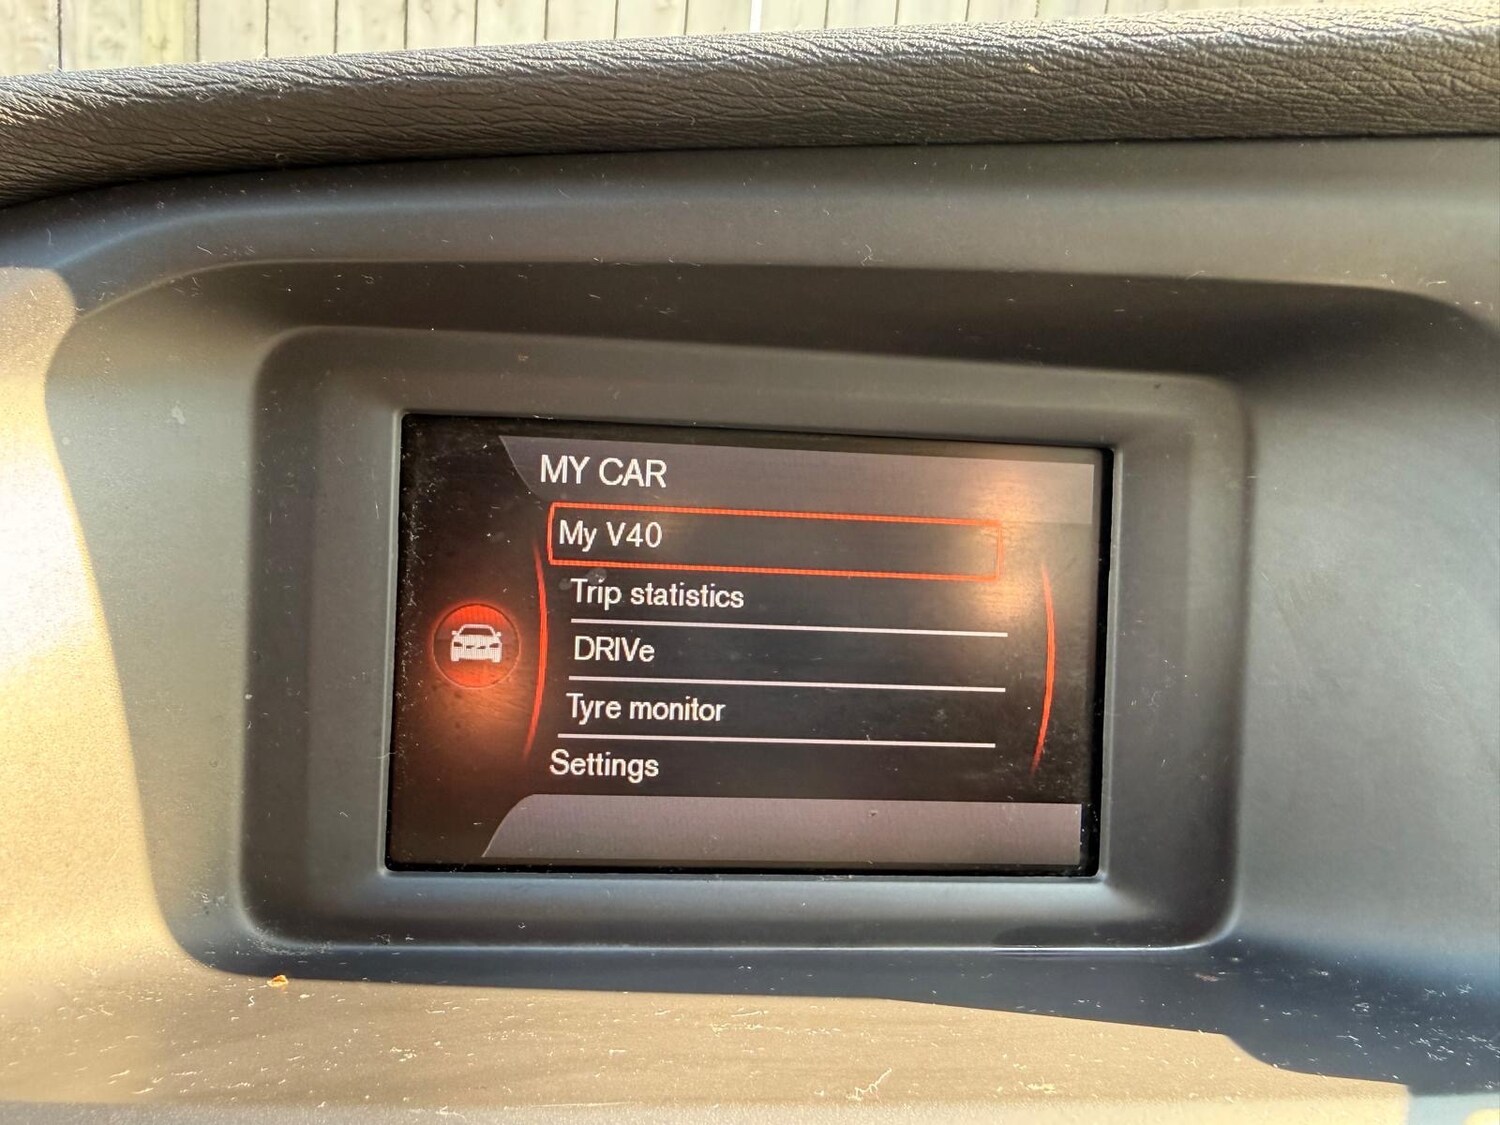 MY CAR
My V40
Trip statistics
DRIVe
Tyre monitor
Settings